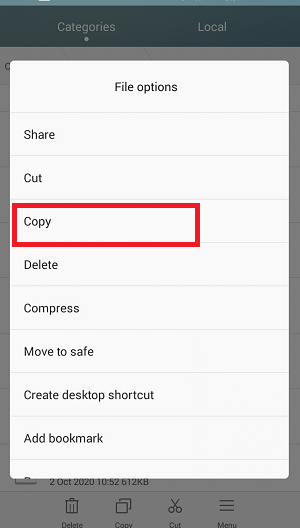 Categories Local
File options
Share
Cut
Copy
Delete
Compress
Move to safe
Create desktop shortcut
Add bookmark
2 Oct 2020 10:52 612KB
Delete Copy Cut Menu